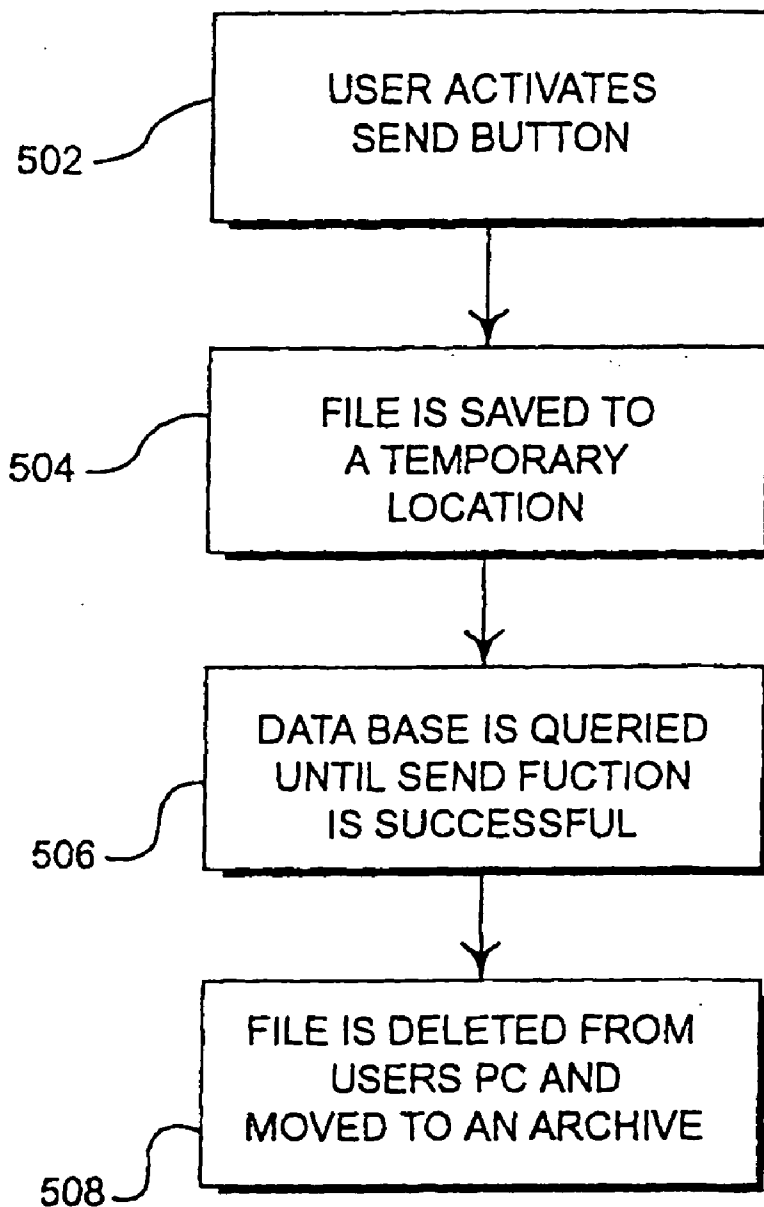 USER ACTIVATES
SEND BUTTON
502
FILE IS SAVED TO
A TEMPORARY
LOCATION
504
DATA BASE IS QUERIED
UNTIL SEND FUCTION
IS SUCCESSFUL
506
FILE IS DELETED FROM
USERS PC AND
MOVED TO AN ARCHIVE
508